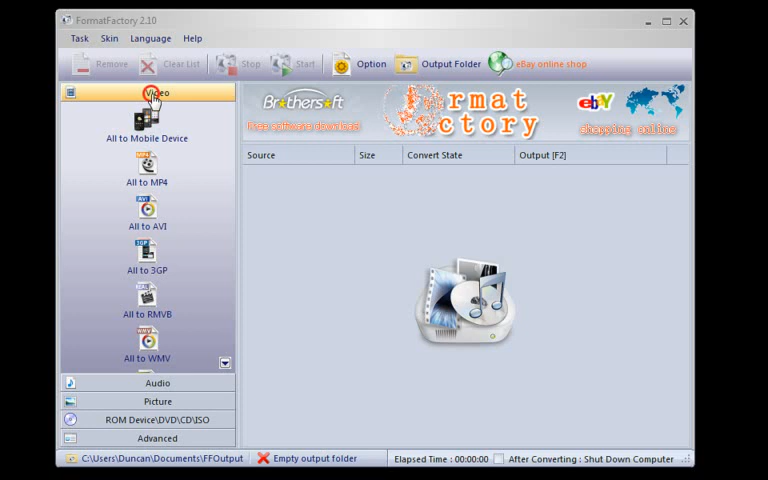 FormatFactory 2.10
Task Skin Language Help
Remove Clear List Stop Start Option Output Folder eBay online shop
Video
All to Mobile Device
All to MP4
All to AVI
All to 3GP
All to RMVB
All to WMV
Audio
Picture
ROM Device\DVD\CD\ISO
Advanced
Br★thers★ft
Free software download
rmat
ctory
ebY
shopping online
Source Size Convert State Output [F2]
C:\Users\Duncan\Documents\FFOutput Empty output folder Elapsed Time : 00:00:00 After Converting : Shut Down Computer